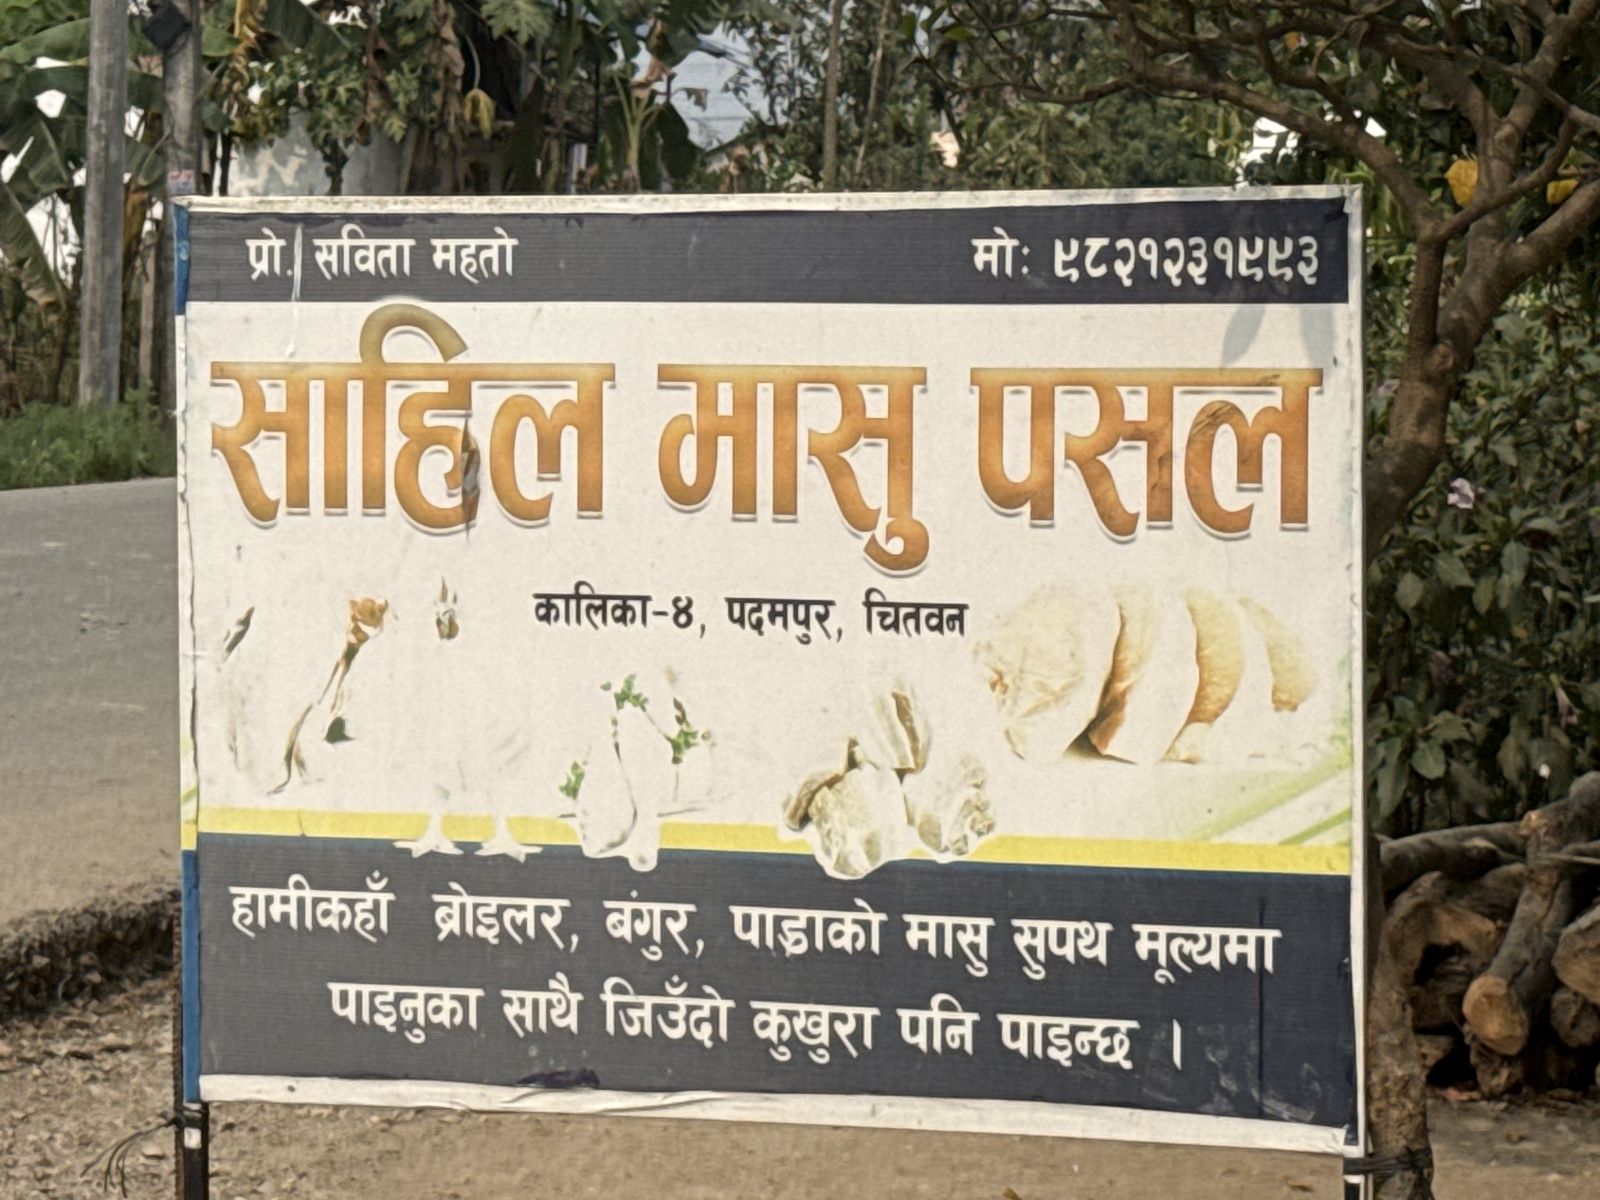 प्रो. सविता महतो
मोः ९८२१२३१९९३
साहिल मासु पसल
कालिका-४, पदमपुर, चितवन
हामीकहाँ ब्रोइलर, बंगुर, पाड़ाको मासु सुपथ मूल्यमा
पाइनुका साथै जिउँदो कुखुरा पनि पाइन्छ ।